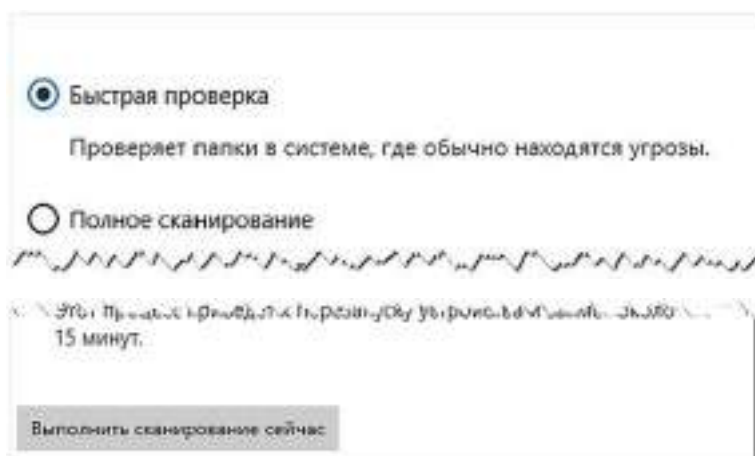 Быстрая проверка
Проверяет папки в системе, где обычно находятся угрозы.
Полное сканирование
15 минут.
Выполнить сканирование сейчас